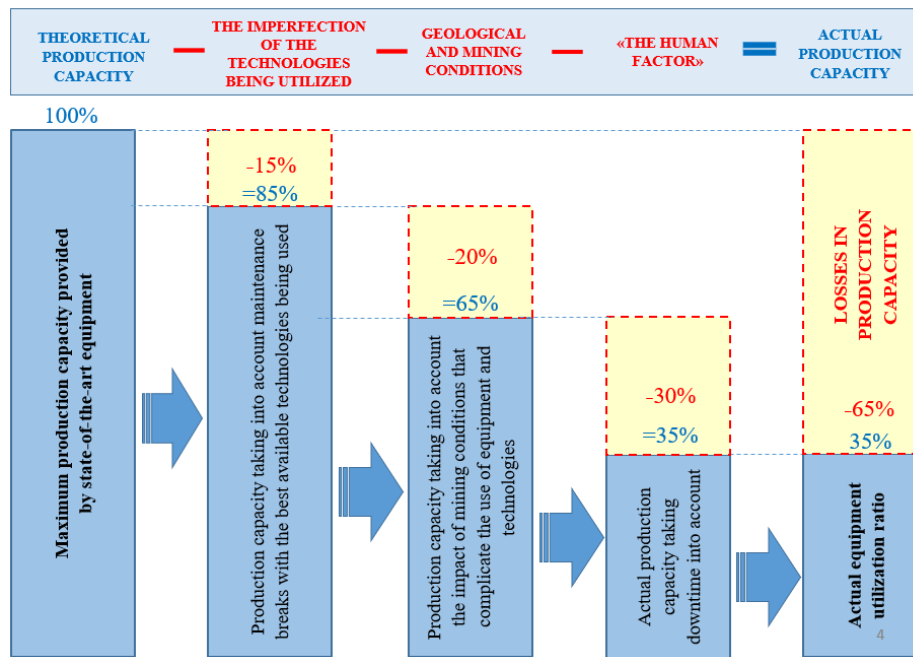 THEORETICAL
PRODUCTION
CAPACITY
THE IMPERFECTION
OF THE
TECHNOLOGIES
BEING UTILIZED
GEOLOGICAL
AND MINING
CONDITIONS
«THE HUMAN
FACTOR»
ACTUAL
PRODUCTION
CAPACITY
100%
Maximum production capacity provided
by state-of-the-art equipment
-15%
=85%
Production capacity taking into account maintenance
breaks with the best available technologies being used
-20%
=65%
Production capacity taking into account
the impact of mining conditions that
complicate the use of equipment and
technologies
-30%
=35%
Actual production
capacity taking
downtime into account
LOSSES IN
PRODUCTION
CAPACITY
-65%
35%
Actual equipment
utilization ratio
4